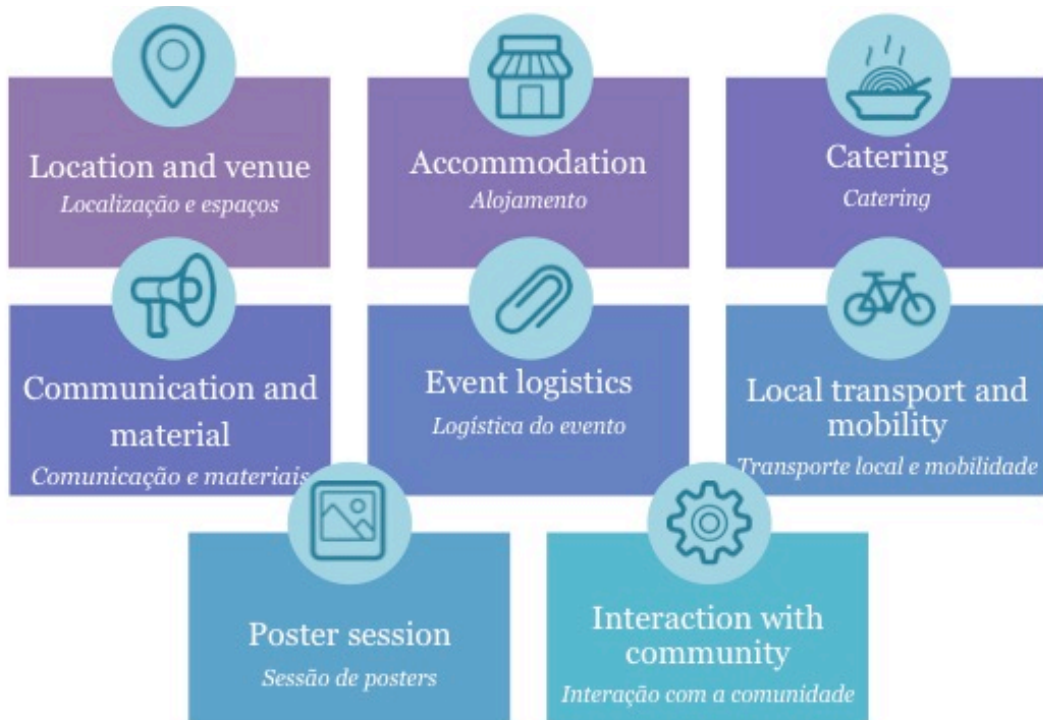 Location and venue
Localização e espaços
Accommodation
Alojamento
Catering
Catering
Communication and
material
Comunicação e materiais
Event logistics
Logística do evento
Local transport and
mobility
Transporte local e mobilidade
Poster session
Sessão de posters
Interaction with
community
Interação com a comunidade